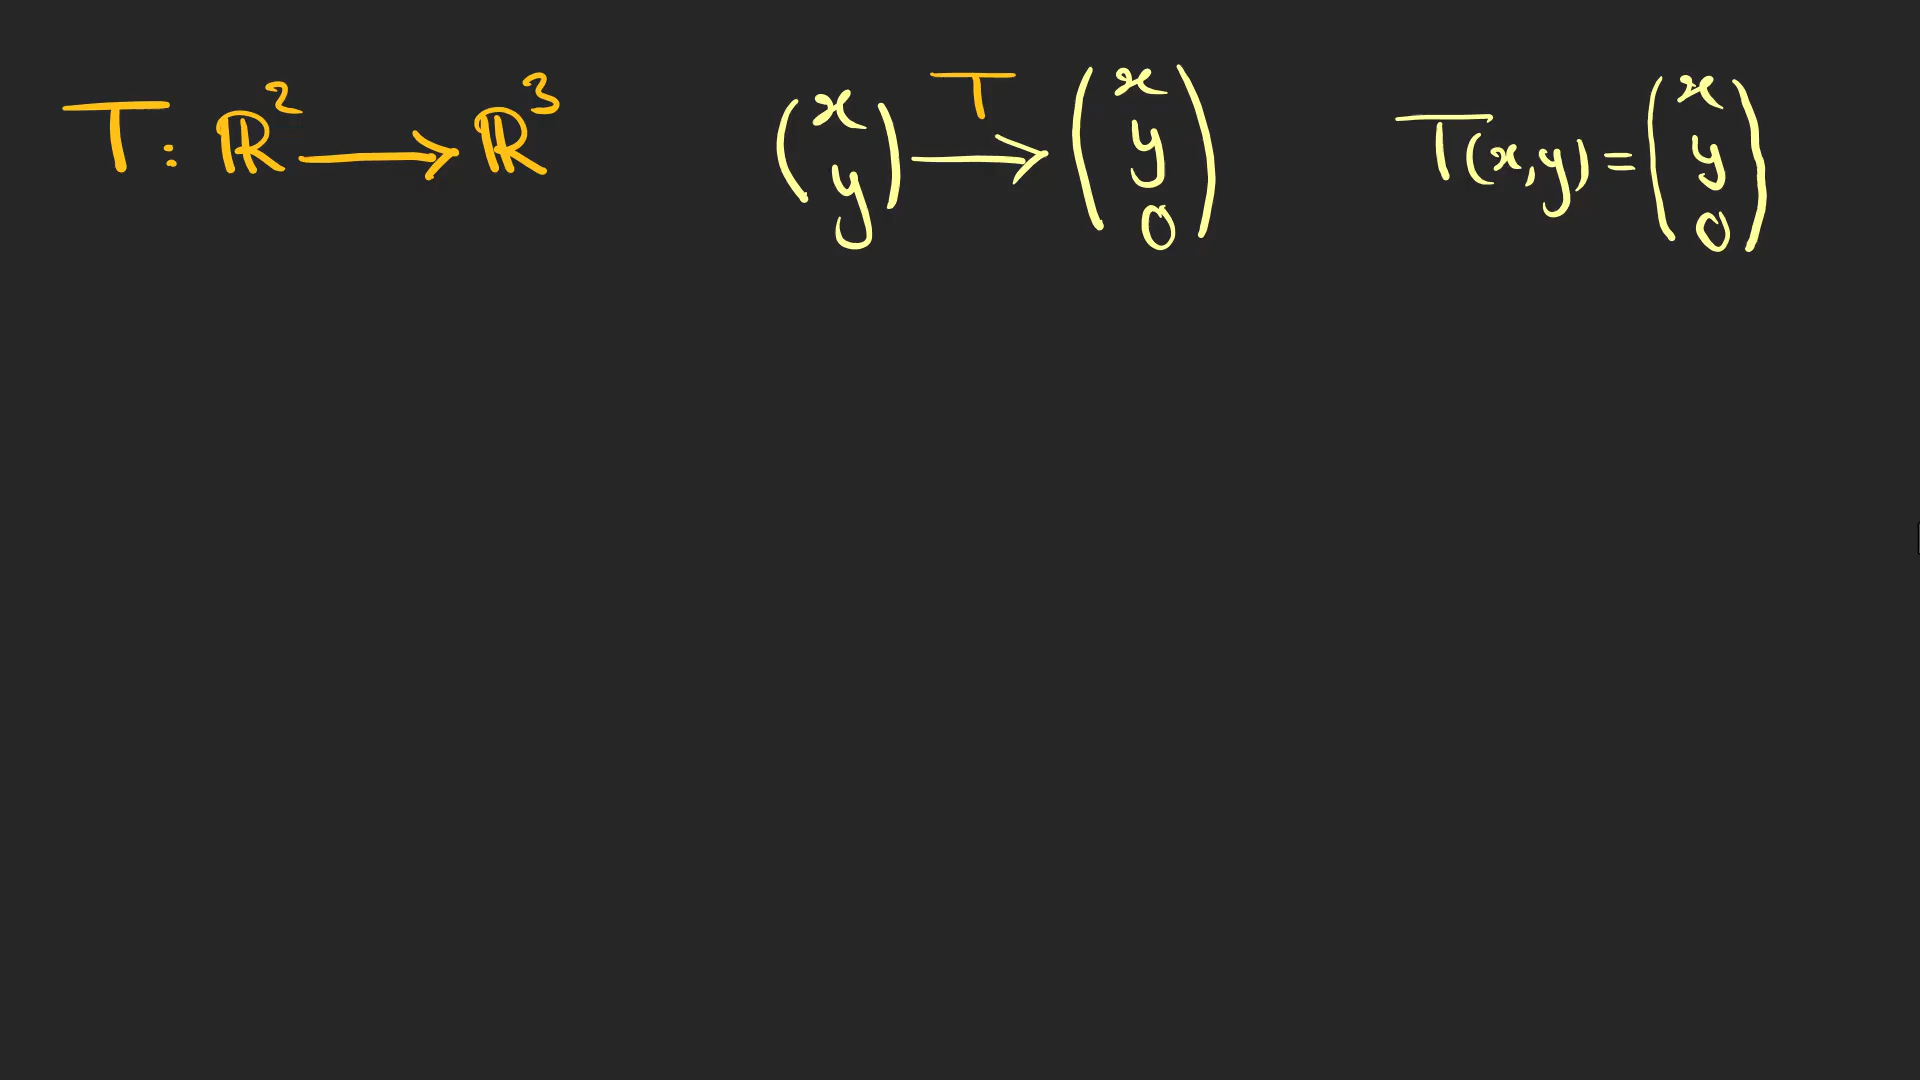 T: ℝ² ⟶ ℝ³
(x y) T⟶ (x y 0)
T(x,y) = (x y 0)